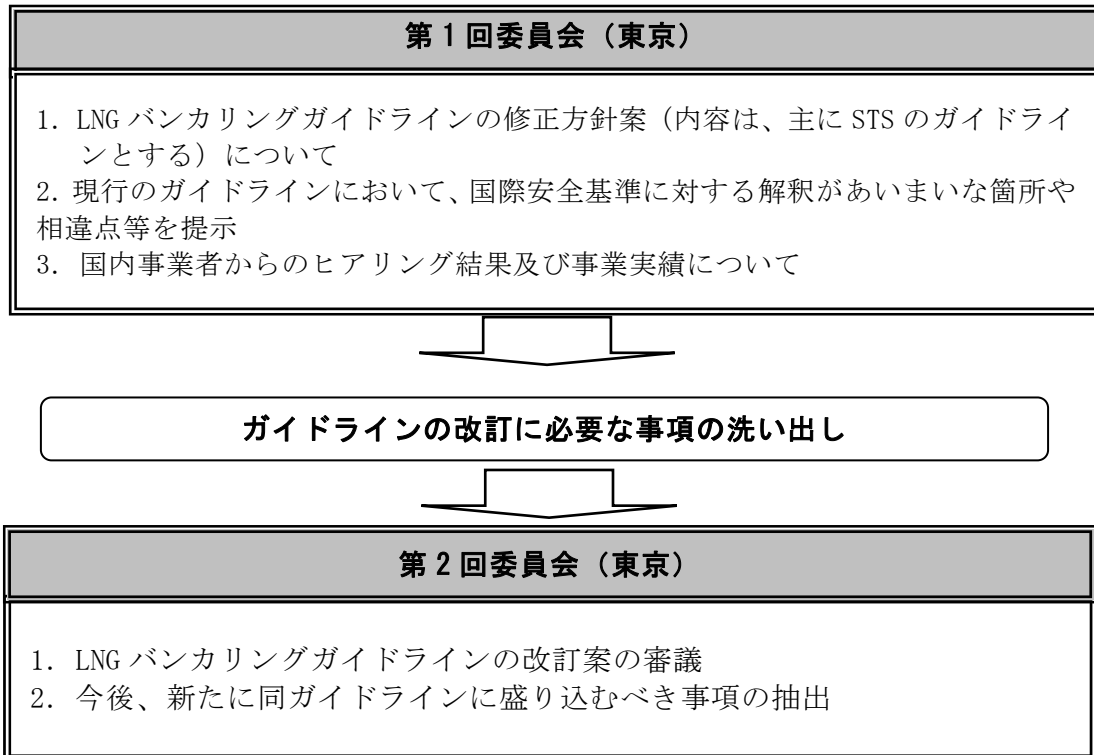 第1回委員会（東京）
1. LNG バンカリングガイドラインの修正方針案（内容は、主に STS のガイドライ
ンとする）について
2. 現行のガイドラインにおいて、国際安全基準に対する解釈があいまいな箇所や
相違点等を提示
3. 国内事業者からのヒアリング結果及び事業実績について
ガイドラインの改訂に必要な事項の洗い出し
第2回委員会（東京）
1. LNG バンカリングガイドラインの改訂案の審議
2. 今後、新たに同ガイドラインに盛り込むべき事項の抽出